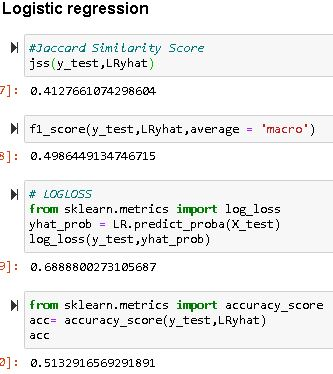 Logistic regression
#Jaccard Similarity Score
jss(y_test,LRyhat)
7]: 0.4127661074298604
f1_score(y_test,LRyhat,average = 'macro')
8]: 0.4986449134746715
# LOGLOSS
from sklearn.metrics import log_loss
yhat_prob = LR.predict_proba(X_test)
log_loss(y_test,yhat_prob)
9]: 0.6888800273105687
from sklearn.metrics import accuracy_score
acc= accuracy_score(y_test,LRyhat)
acc
0]: 0.5132916569291891